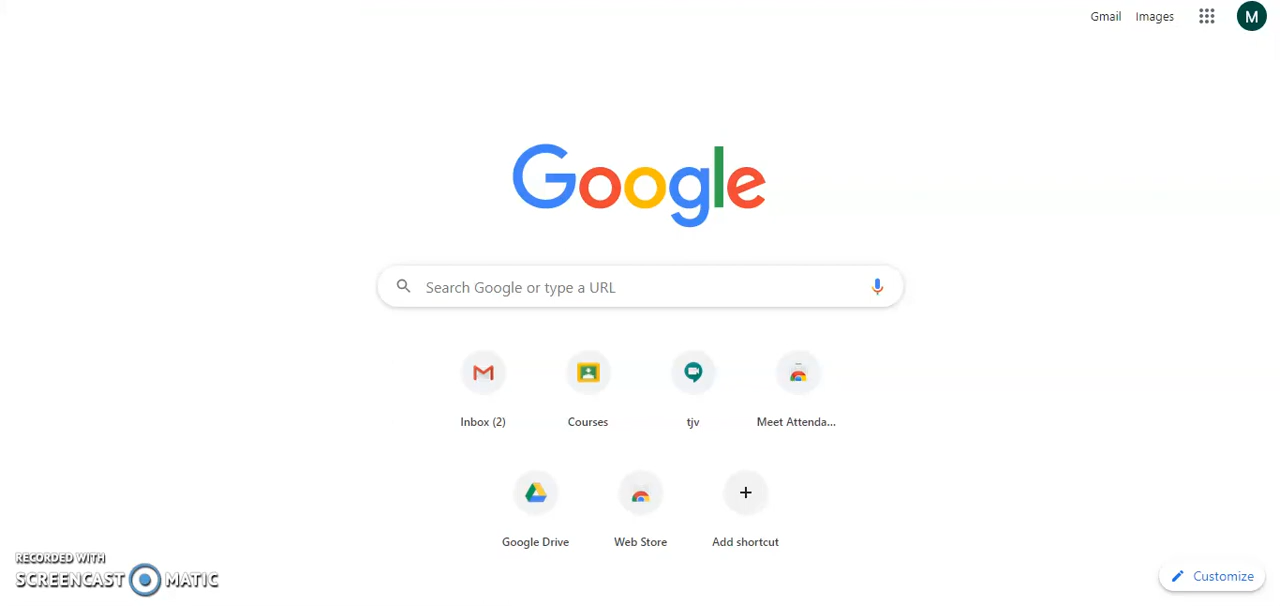 Gmail Images M
Google
Search Google or type a URL
Inbox (2) Courses tjv Meet Attenda...
Google Drive Web Store Add shortcut
RECORDED WITH
SCREENCAST MATIC
Customize